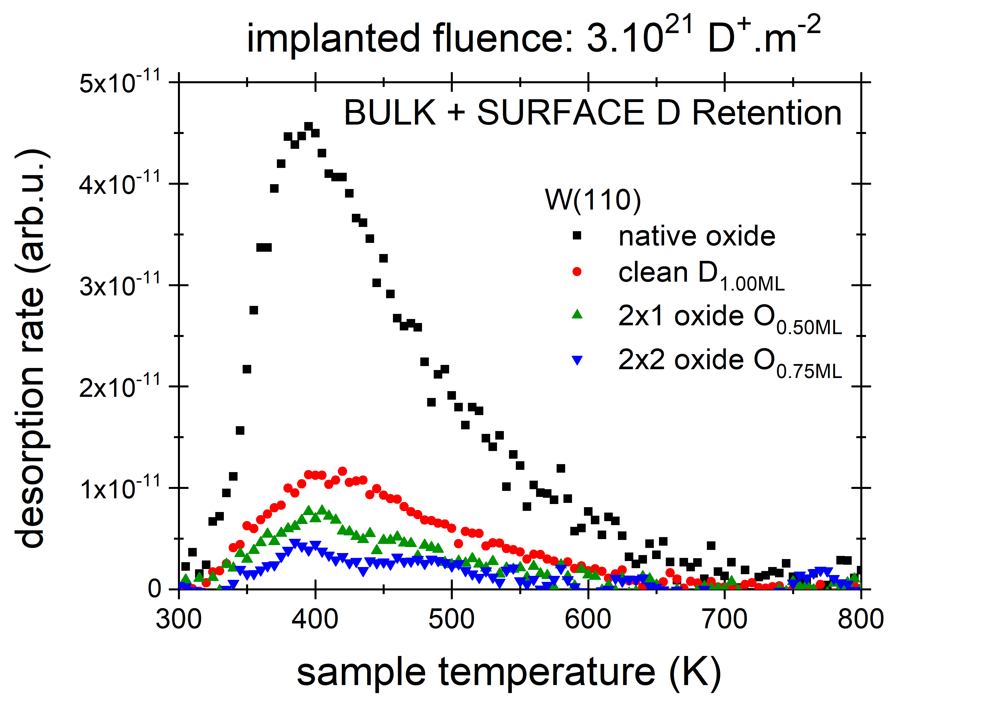 implanted fluence: 3.10²¹ D⁺.m⁻²
5x10⁻¹¹
BULK + SURFACE D Retention
4x10⁻¹¹
W(110)
native oxide
clean D₁.₀₀ML
3x10⁻¹¹
2x1 oxide O₀.₅₀ML
2x2 oxide O₀.₇₅ML
2x10⁻¹¹
1x10⁻¹¹
0
desorption rate (arb.u.)
300 400 500 600 700 800
sample temperature (K)